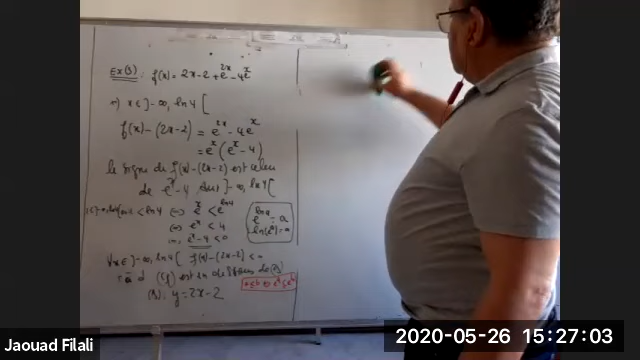 Ex(3) : f(x) = 2x-2+e^2x-4e^x
x ∈ ]-∞, ln4[
f(x)-(2x-2) = e^2x-4e^x
= e^x(e^x-4)
le signe de f(x)-(2x-2) est celui
de e^x-4 dans ]-∞, ln4[
< ln4 ⇔ e^x < e^ln4
⇔ e^x < 4
e^x-4 < 0
e^lna = a
ln(e^a) = a
∀x∈]-∞, ln4[ f(x)-(2x-2) < 0
(Cf) est en dessous de (Δ)
(Δ): y = 2x-2
Jaouad Filali
2020-05-26 15:27:03